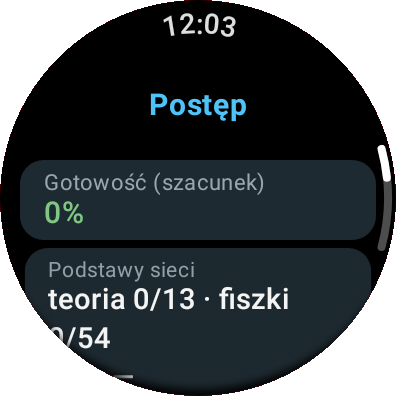 12:03
Postęp
Gotowość (szacunek)
0%
Podstawy sieci
teoria 0/13 · fiszki
0/54